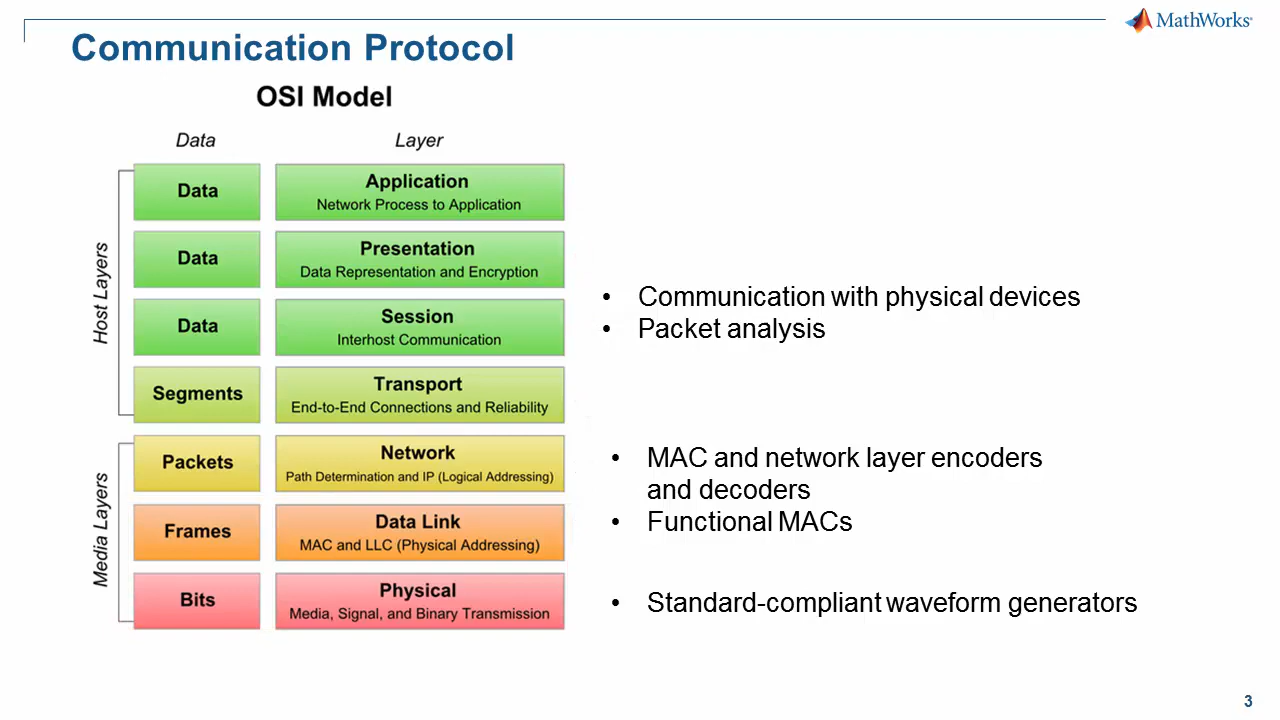 MathWorks®
Communication Protocol
OSI Model
Data
Layer
Host Layers
Data
Application
Network Process to Application
Data
Presentation
Data Representation and Encryption
Data
Session
Interhost Communication
Segments
Transport
End-to-End Connections and Reliability
Media Layers
Packets
Network
Path Determination and IP (Logical Addressing)
Frames
Data Link
MAC and LLC (Physical Addressing)
Bits
Physical
Media, Signal, and Binary Transmission
• Communication with physical devices
• Packet analysis
• MAC and network layer encoders
and decoders
• Functional MACs
• Standard-compliant waveform generators
3